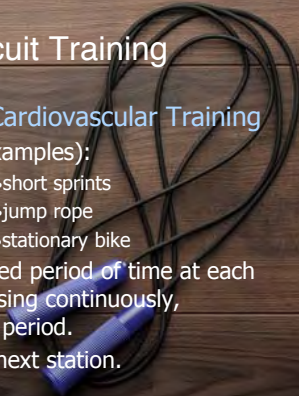 cuit Training
Cardiovascular Training
amples):
short sprints
jump rope
stationary bike
ed period of time at each
sing continuously,
period.
next station.